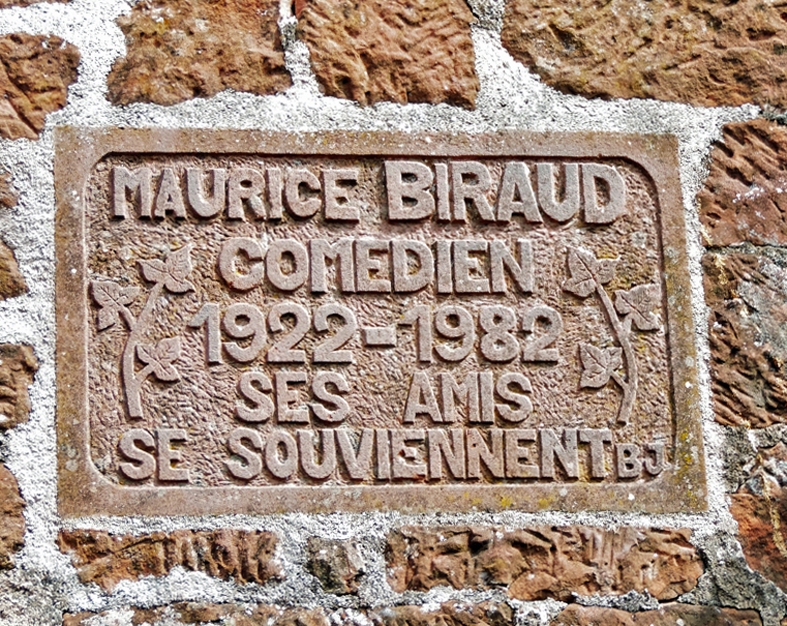 MAURICE BIRAUD
COMEDIEN
1922-1982
SES AMIS
SE SOUVIENNENT BJ